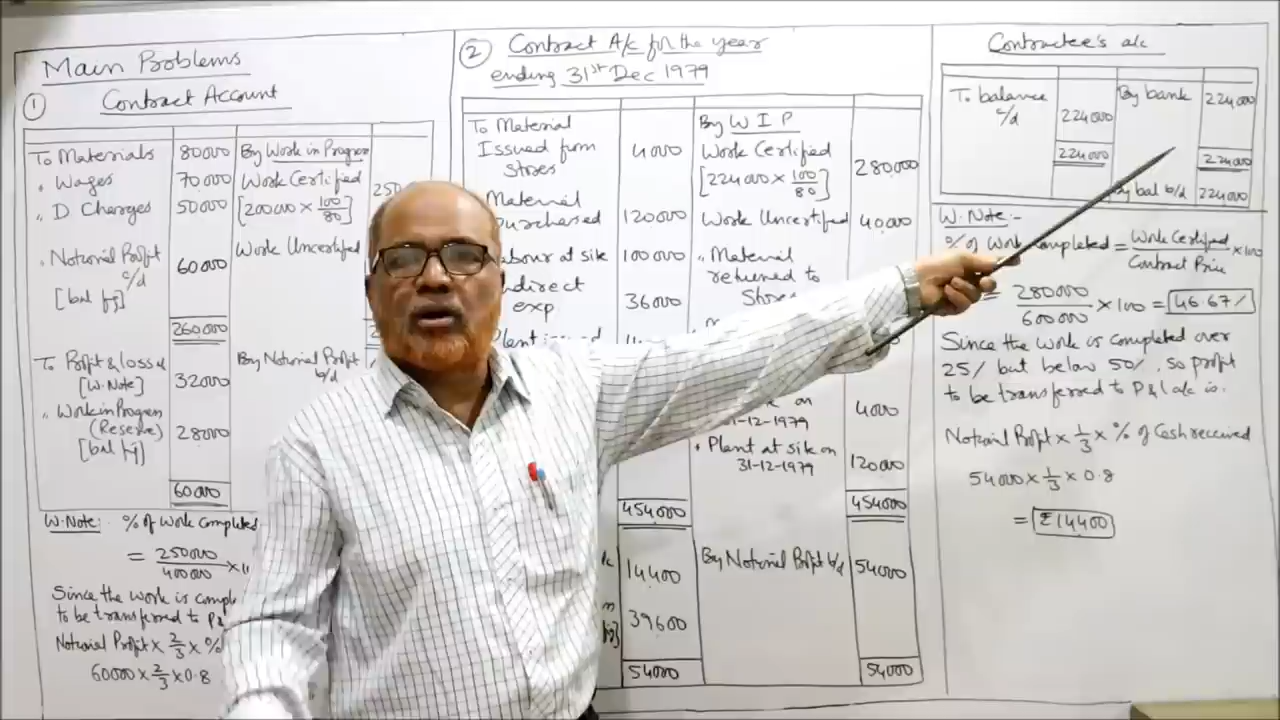 Main Problems
① Contract Account
To Materials 80000 By Work in Progress
" Wages 70000 Work Certified 250
" D Charges 50000 [200000 × 100/80]
" Notional Profit c/d 60000 Work Uncertified
[bal fig]
260000
To Profit & loss a/c 32000 By Notional Profit b/d
[W.Note]
" Work in Progress
(Reserve) 28000
[bal fig]
60000
W.Note: % of Work Completed
= 250000/400000 × 1
Since the Work is Comple
to be transferred to P&
Notional Profit × 2/3 × %
60000 × 2/3 × 0.8
② Contract A/c for the year
ending 31st Dec 1979
To Material By W I P
Issued from 4000 Work Certified 280000
Stores [224000 × 100/80]
Material
Purchased 120000 Work Uncertified 40000
Labour at site 100000 " Material
returned to
Indirect
exp 36000 Stores
Plant issued
on 4000
31-12-1979
" Plant at site on
31-12-1979 120000
454000 454000
14400 By Notional Profit b/d 54000
39600
54000 54000
Contractee's a/c
To balance c/d 224000 By bank 224000
224000 224000
By bal b/d 224000
W.Note:-
% of Work Completed = Work Certified/Contract Price × 100
= 280000/600000 × 100 = 46.67%
Since the Work is Completed over
25% but below 50%, so profit
to be transferred to P&L a/c is.
Notional Profit × 1/3 × % of Cash received
54000 × 1/3 × 0.8
= ₹14400